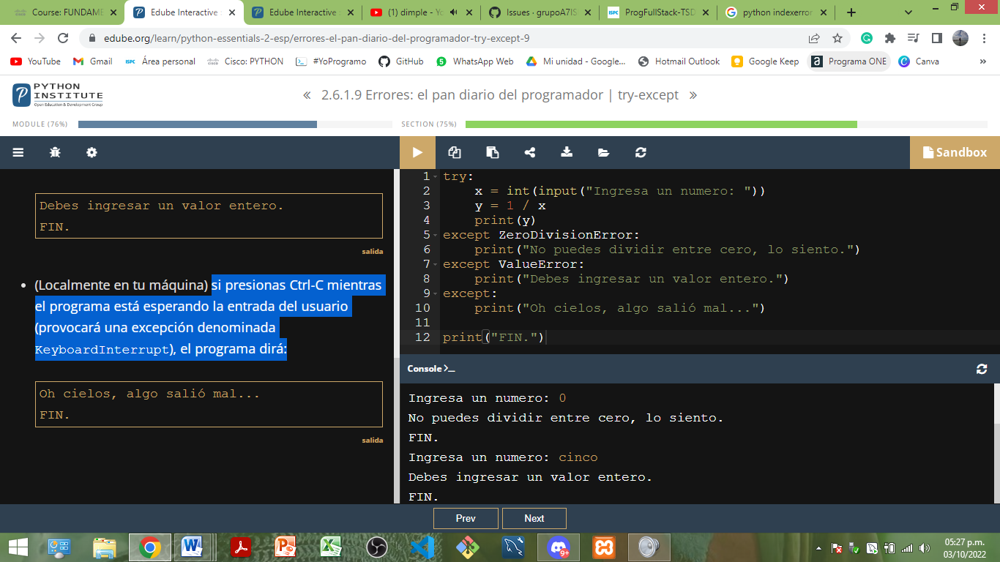 Course: FUNDAME
Edube Interactive
Edube Interactive
(1) dimple - Yo
Issues · grupoA7IS
ISPC ProgFullStack-TSD
python indexerror
edube.org/learn/python-essentials-2-esp/errores-el-pan-diario-del-programador-try-except-9
YouTube
Gmail
ISPC Área personal
Cisco: PYTHON
#YoProgramo
GitHub
5 WhatsApp Web
Mi unidad - Google...
Hotmail Outlook
Google Keep
a Programa ONE
Canva
»
PYTHON
INSTITUTE
Open Education & Development Group
« 2.6.1.9 Errores: el pan diario del programador | try-except »
MODULE (76%)
SECTION (75%)
Sandbox
Debes ingresar un valor entero.
FIN.
salida
• (Localmente en tu máquina) si presionas Ctrl-C mientras
el programa está esperando la entrada del usuario
(provocará una excepción denominada
KeyboardInterrupt), el programa dirá:
Oh cielos, algo salió mal...
FIN.
salida
1 try:
2 x = int(input("Ingresa un numero: "))
3 y = 1 / x
4 print(y)
5 except ZeroDivisionError:
6 print("No puedes dividir entre cero, lo siento.")
7 except ValueError:
8 print("Debes ingresar un valor entero.")
9 except:
10 print("Oh cielos, algo salió mal...")
11
12 print("FIN.")
Console
Ingresa un numero: 0
No puedes dividir entre cero, lo siento.
FIN.
Ingresa un numero: cinco
Debes ingresar un valor entero.
FIN.
Prev
Next
9+
05:27 p.m.
03/10/2022